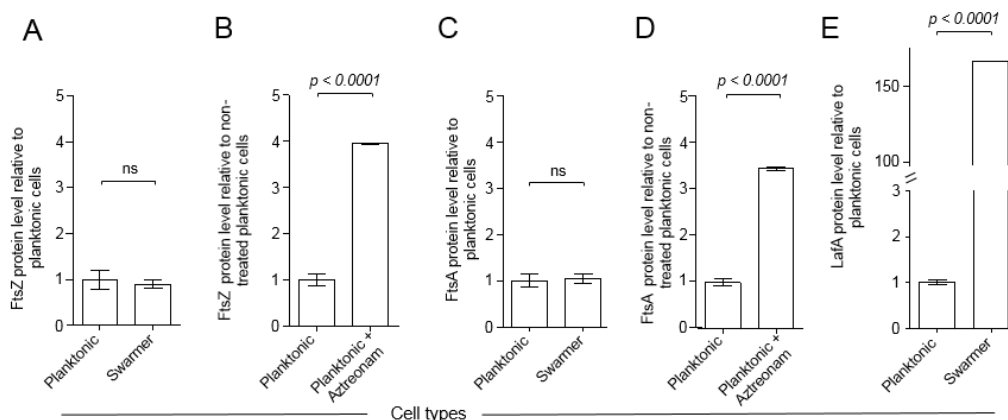 A
FtsZ protein level relative to
planktonic cells
5
4
3
2
1
0
ns
Planktonic
Swarmer
B
FtsZ protein level relative to non-
treated planktonic cells
5
4
3
2
1
0
p < 0.0001
Planktonic
Planktonic +
Aztreonam
C
FtsA protein level relative to
planktonic cells
5
4
3
2
1
0
ns
Planktonic
Swarmer
D
FtsA protein level relative to non-
treated planktonic cells
5
4
3
2
1
0
p < 0.0001
Planktonic
Planktonic +
Aztreonam
E
LafA protein level relative to
planktonic cells
150
100
3
2
1
0
p < 0.0001
Planktonic
Swarmer
Cell types